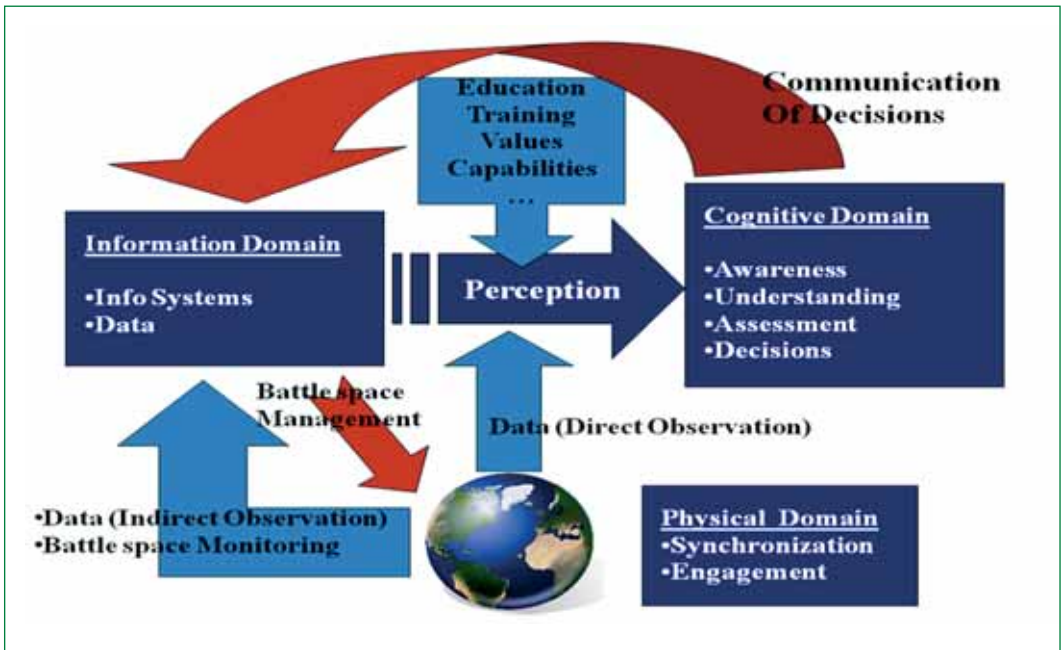 Education
Training
Values
Capabilities
…
Communication
Of Decisions
Information Domain
•Info Systems
•Data
Perception
Cognitive Domain
•Awareness
•Understanding
•Assessment
•Decisions
Battle space
Management
Data (Direct Observation)
•Data (Indirect Observation)
•Battle space Monitoring
Physical Domain
•Synchronization
•Engagement